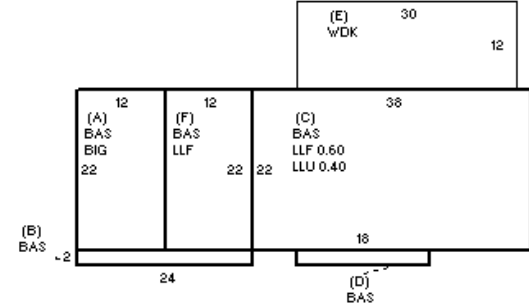 (E)
WDK
30
12
12
(A)
BAS
BIG
22
12
(F)
BAS
LLF
22
38
(C)
BAS
LLF 0.60
LLU 0.40
22
(B)
BAS
2
24
18
(D)
BAS